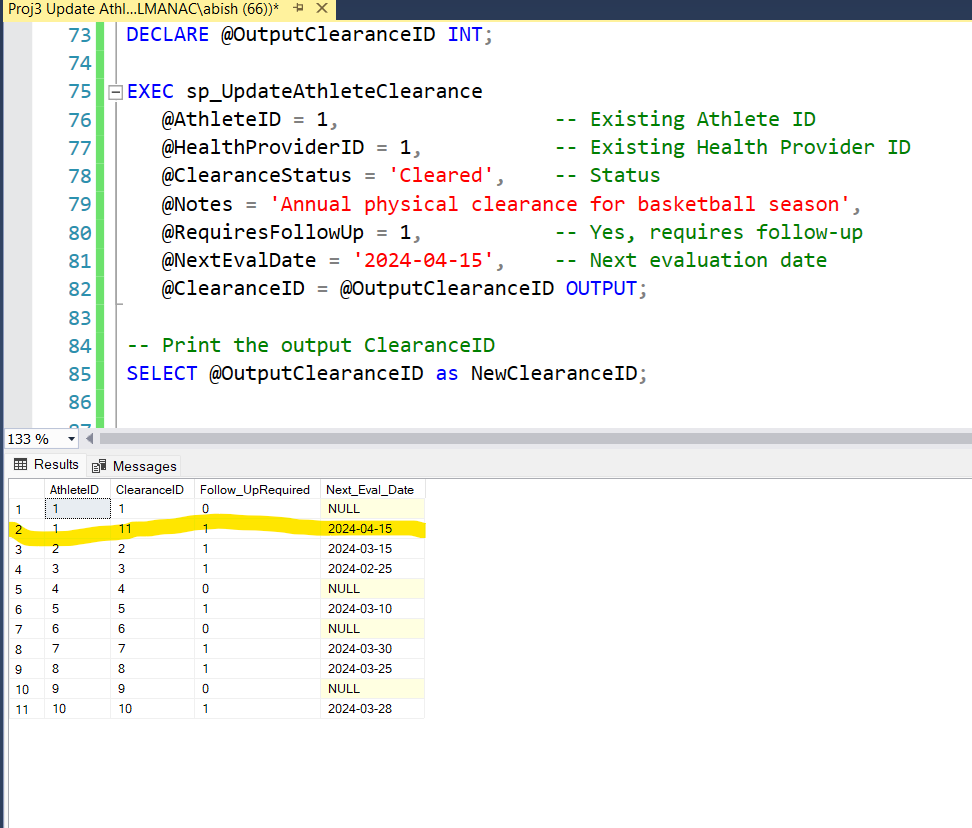 Proj3 Update Athl...LMANAC\abish (66))*
73 DECLARE @OutputClearanceID INT;
74
75 EXEC sp_UpdateAthleteClearance
76 @AthleteID = 1, -- Existing Athlete ID
77 @HealthProviderID = 1, -- Existing Health Provider ID
78 @ClearanceStatus = 'Cleared', -- Status
79 @Notes = 'Annual physical clearance for basketball season',
80 @RequiresFollowUp = 1, -- Yes, requires follow-up
81 @NextEvalDate = '2024-04-15', -- Next evaluation date
82 @ClearanceID = @OutputClearanceID OUTPUT;
83
84 -- Print the output ClearanceID
85 SELECT @OutputClearanceID as NewClearanceID;
86
87
133 %
Results Messages
AthleteID ClearanceID Follow_UpRequired Next_Eval_Date
1 1 1 0 NULL
2 1 11 1 2024-04-15
3 2 2 1 2024-03-15
4 3 3 1 2024-02-25
5 4 4 0 NULL
6 5 5 1 2024-03-10
7 6 6 0 NULL
8 7 7 1 2024-03-30
9 8 8 1 2024-03-25
10 9 9 0 NULL
11 10 10 1 2024-03-28